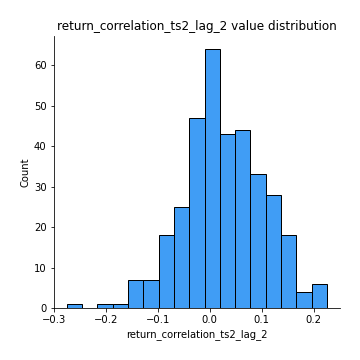 return_correlation_ts2_lag_2 value distribution
60
50
40
30
20
10
0
Count
−0.3 −0.2 −0.1 0.0 0.1 0.2
return_correlation_ts2_lag_2